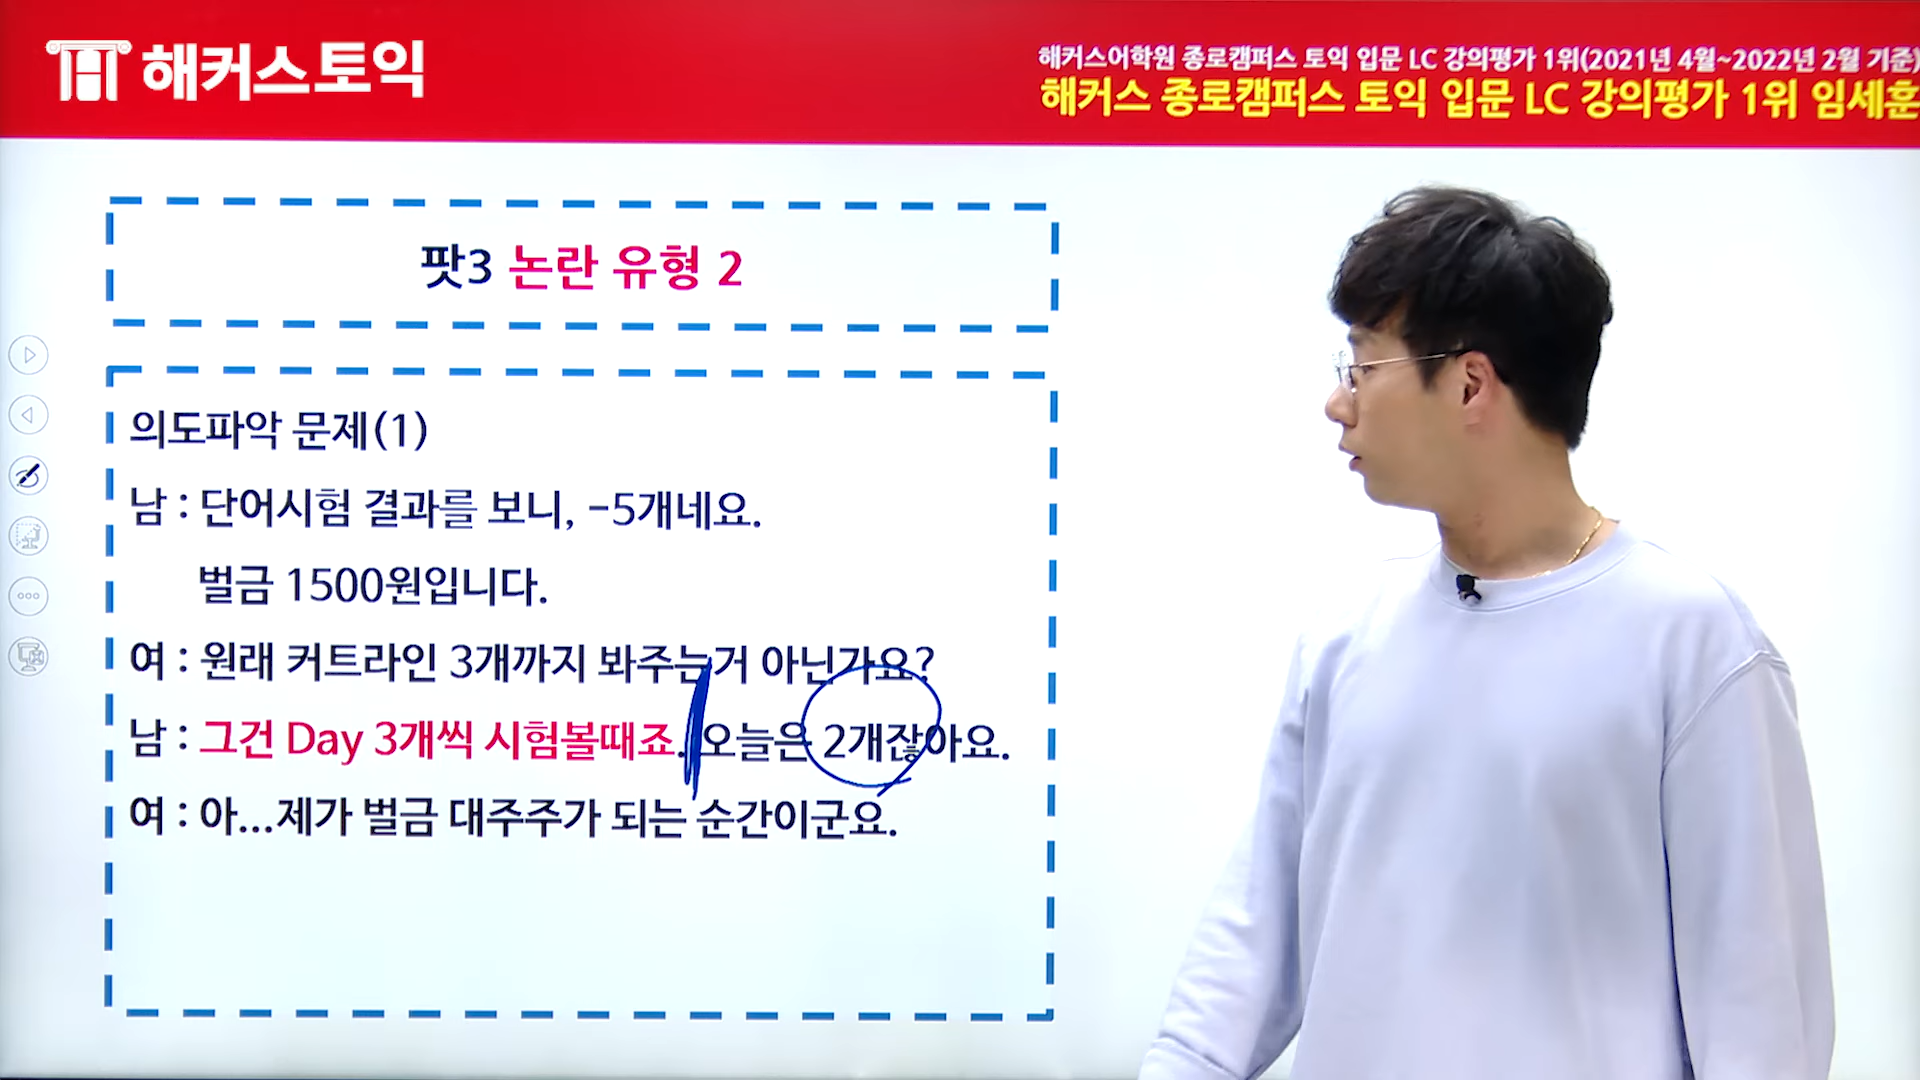 해커스토익
해커스어학원 종로캠퍼스 토익 입문 LC 강의평가 1위(2021년 4월~2022년 2월 기준)
해커스 종로캠퍼스 토익 입문 LC 강의평가 1위 임세훈
팟3 논란 유형 2
의도파악 문제(1)
남 : 단어시험 결과를 보니, -5개네요.
벌금 1500원입니다.
여 : 원래 커트라인 3개까지 봐주는거 아닌가요?
남 : 그건 Day 3개씩 시험볼때죠. 오늘은 2개잖아요.
여 : 아...제가 벌금 대주주가 되는 순간이군요.